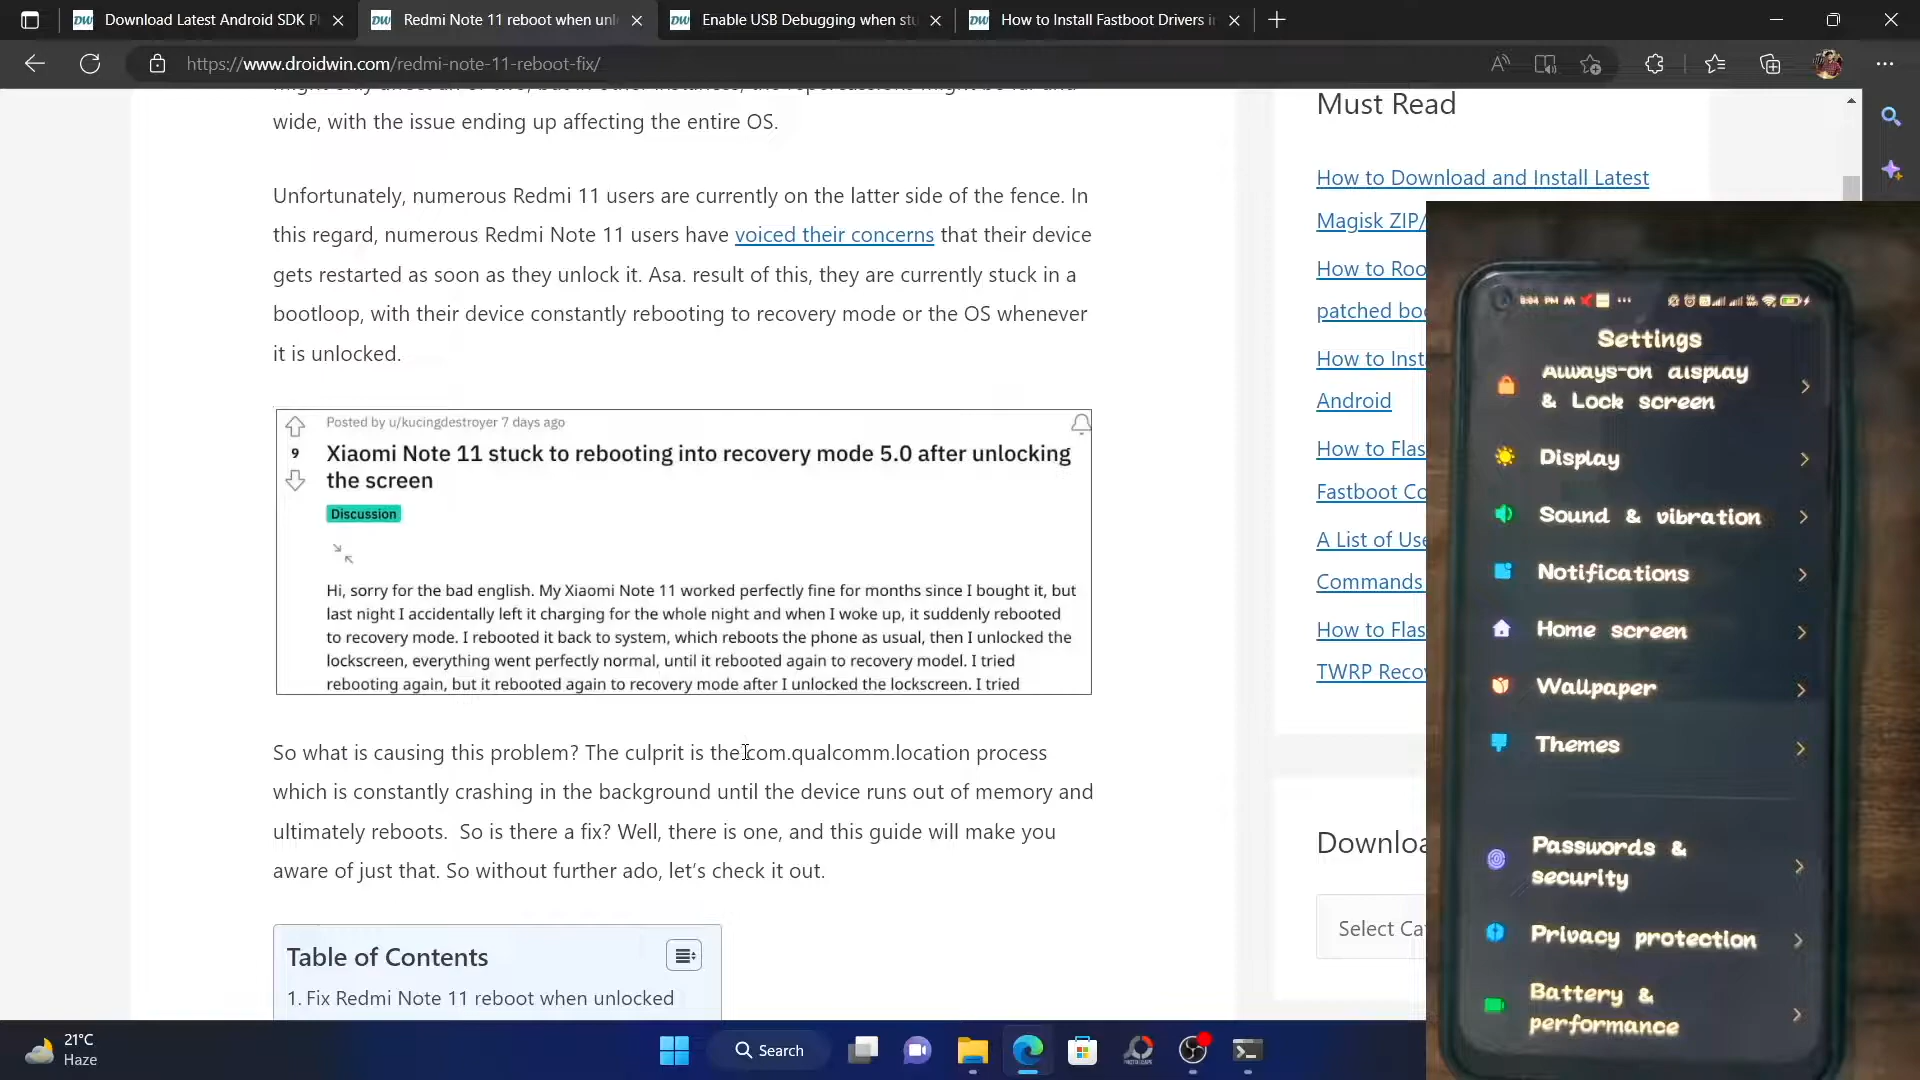 Download Latest Android SDK Pl
Redmi Note 11 reboot when unl
Enable USB Debugging when stu
How to Install Fastboot Drivers i
https://www.droidwin.com/redmi-note-11-reboot-fix/
wide, with the issue ending up affecting the entire OS.
Unfortunately, numerous Redmi 11 users are currently on the latter side of the fence. In
this regard, numerous Redmi Note 11 users have voiced their concerns that their device
gets restarted as soon as they unlock it. Asa. result of this, they are currently stuck in a
bootloop, with their device constantly rebooting to recovery mode or the OS whenever
it is unlocked.
Posted by u/kucingdestroyer 7 days ago
9
Xiaomi Note 11 stuck to rebooting into recovery mode 5.0 after unlocking
the screen
Discussion
Hi, sorry for the bad english. My Xiaomi Note 11 worked perfectly fine for months since I bought it, but
last night I accidentally left it charging for the whole night and when I woke up, it suddenly rebooted
to recovery mode. I rebooted it back to system, which reboots the phone as usual, then I unlocked the
lockscreen, everything went perfectly normal, until it rebooted again to recovery model. I tried
rebooting again, but it rebooted again to recovery mode after I unlocked the lockscreen. I tried
So what is causing this problem? The culprit is the com.qualcomm.location process
which is constantly crashing in the background until the device runs out of memory and
ultimately reboots. So is there a fix? Well, there is one, and this guide will make you
aware of just that. So without further ado, let's check it out.
Table of Contents
1. Fix Redmi Note 11 reboot when unlocked
Must Read
How to Download and Install Latest
Magisk ZIP/
How to Roo
patched boo
How to Inst
Android
How to Flas
Fastboot Co
A List of Use
Commands
How to Flas
TWRP Recov
Downloa
Select Cat
8:04 PM
Settings
Always-on display
& Lock screen
Display
Sound & vibration
Notifications
Home screen
Wallpaper
Themes
Passwords &
security
Privacy protection
Battery &
performance
21°C
Haze
Search